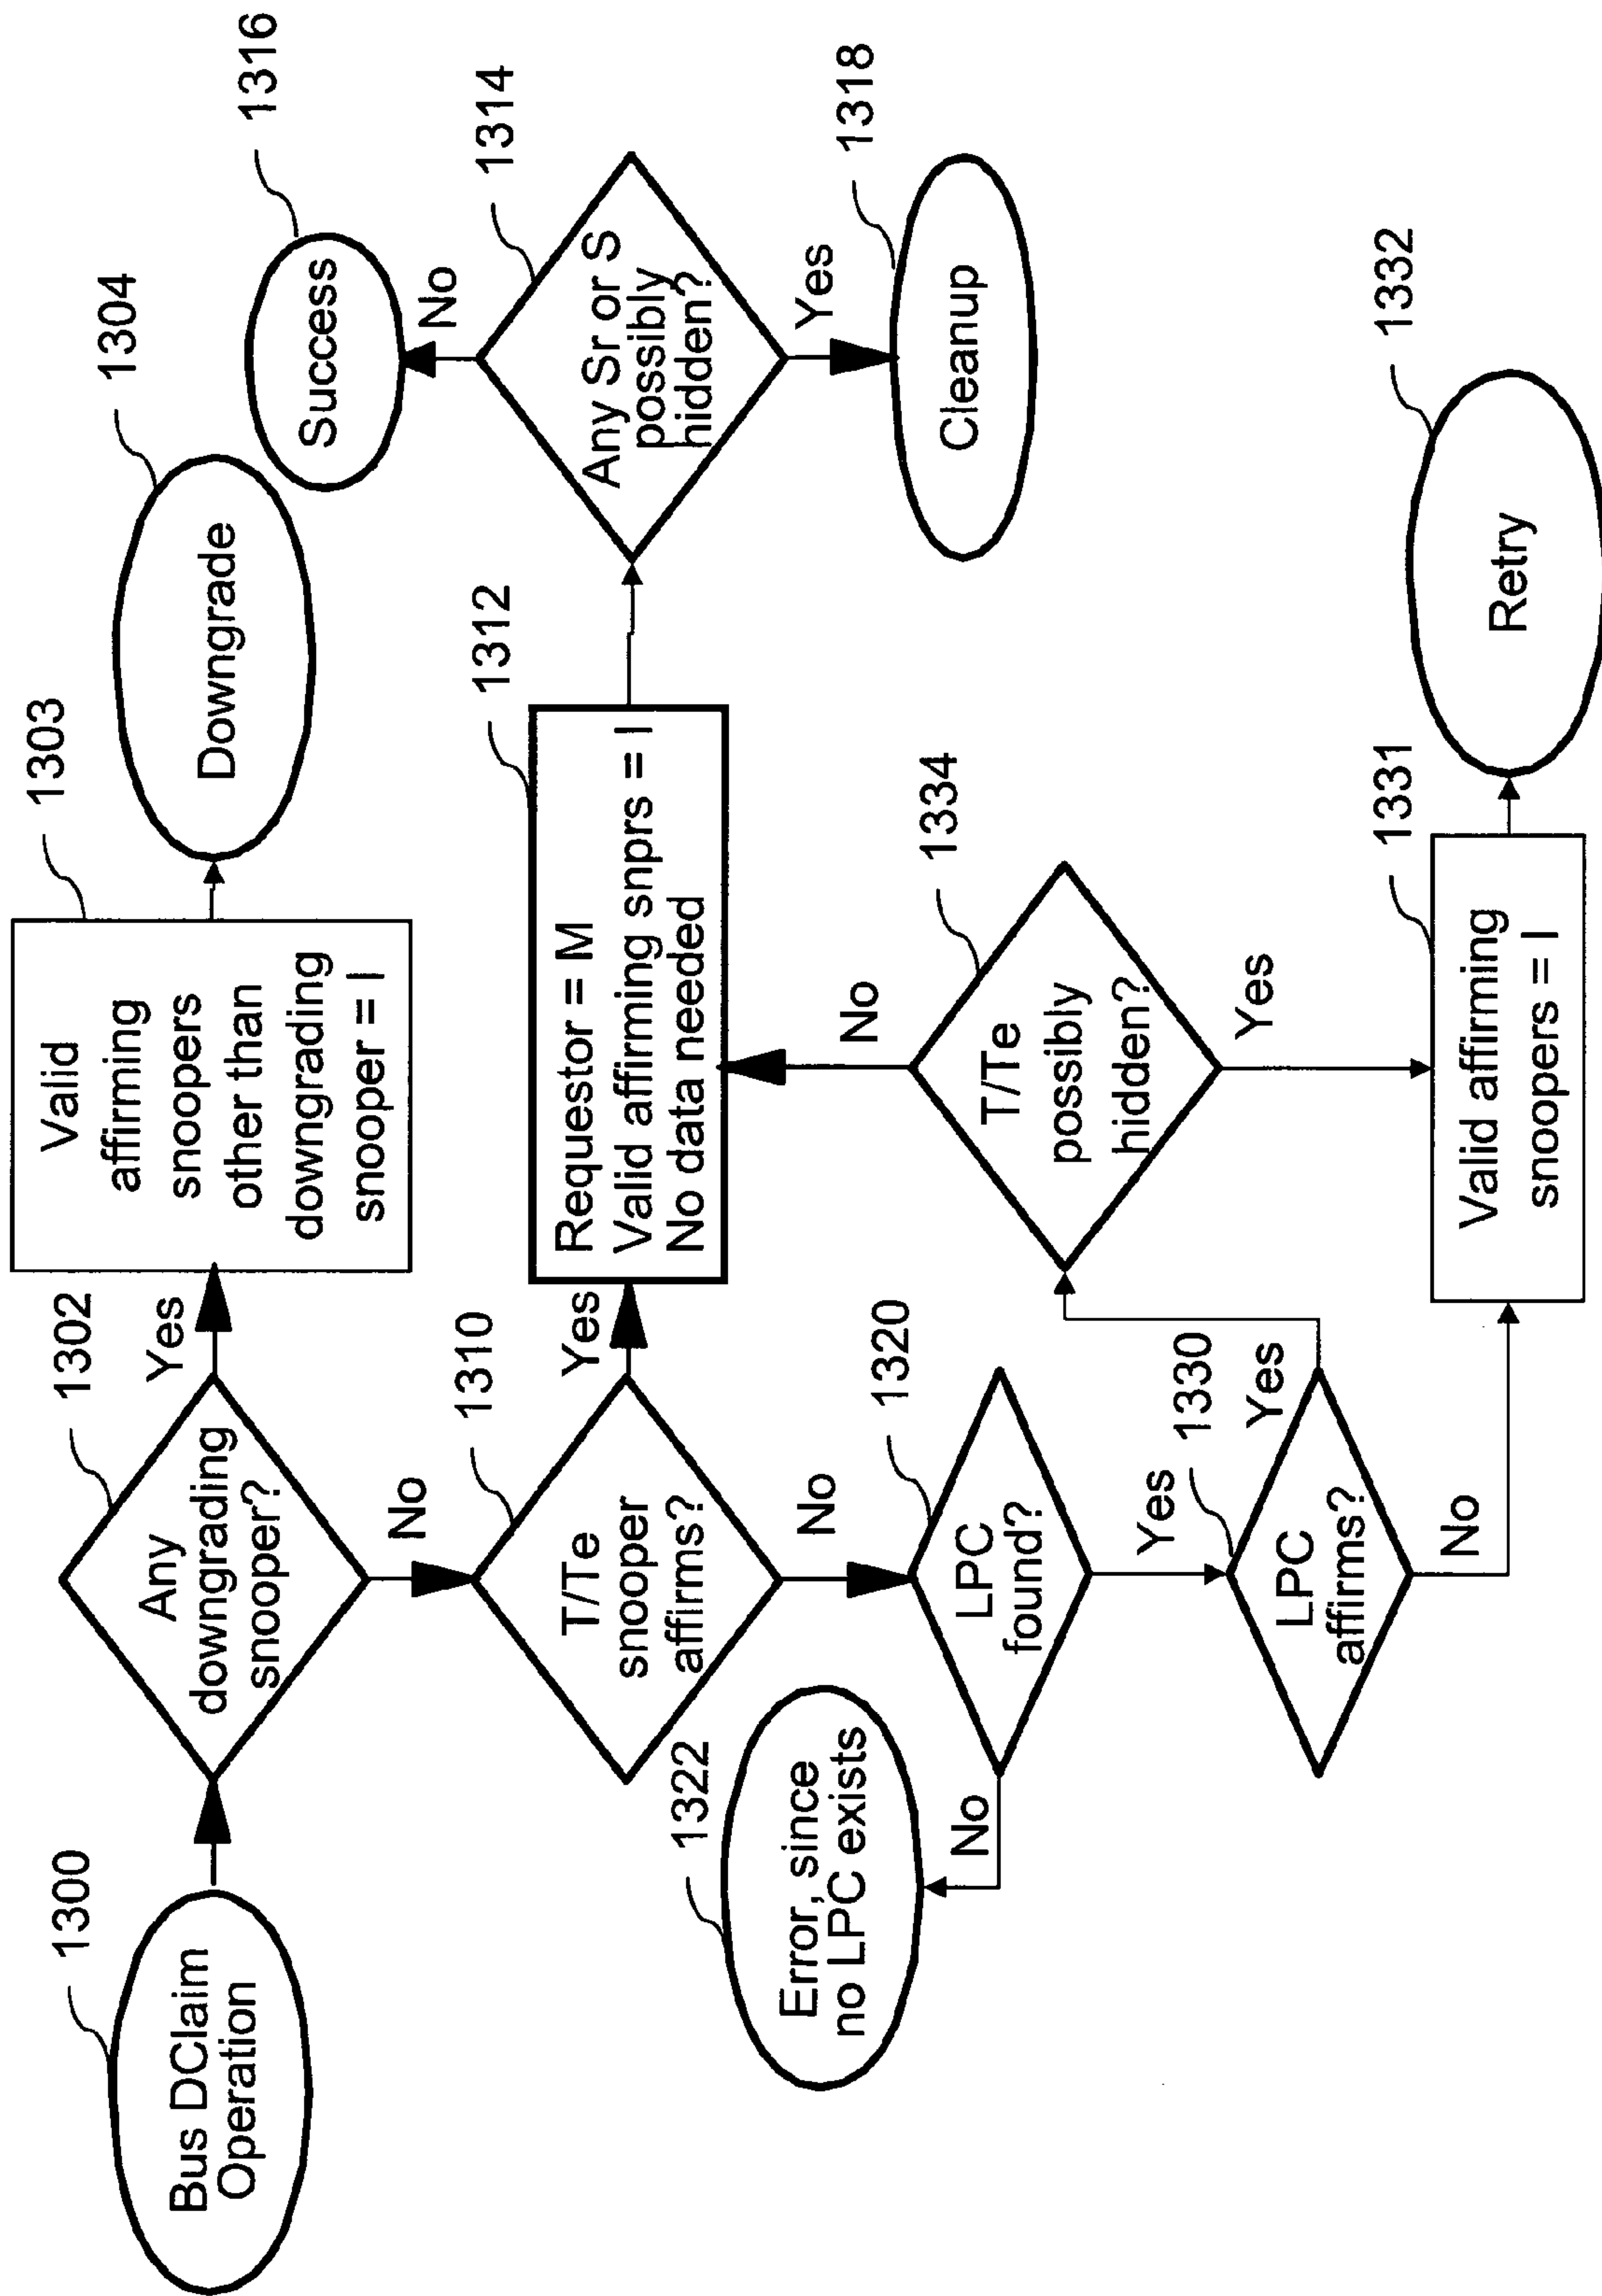 1300
Bus DClaim
Operation
1302
Any
downgrading
snooper?
Yes
No
1303
Valid
affirming
snoopers
other than
downgrading
snooper = I
1304
Downgrade
1310
T/Te
snooper
affirms?
Yes
No
1312
Requestor = M
Valid affirming snprs = I
No data needed
1314
Any Sr or S
possibly
hidden?
No
Yes
1316
Success
1318
Cleanup
1320
LPC
found?
No
Yes
1322
Error, since
no LPC exists
1330
LPC
affirms?
Yes
No
1334
T/Te
possibly
hidden?
No
Yes
1331
Valid affirming
snoopers = I
1332
Retry